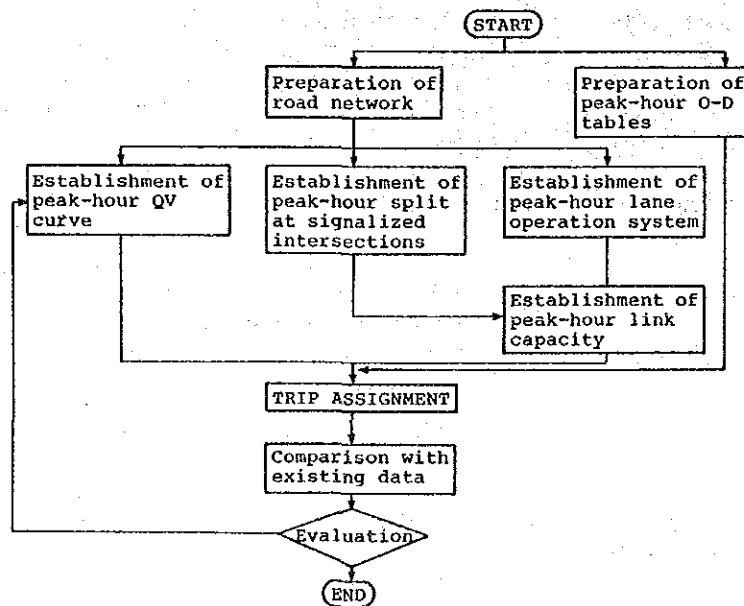 START
Preparation of
road network
Preparation of
peak-hour O-D
tables
Establishment of
peak-hour QV
curve
Establishment of
peak-hour split
at signalized
intersections
Establishment of
peak-hour lane
operation system
Establishment of
peak-hour link
capacity
TRIP ASSIGNMENT
Comparison with
existing data
Evaluation
END